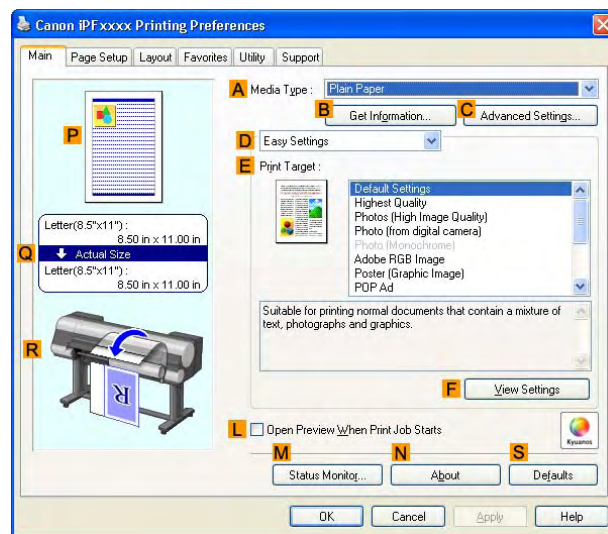 Canon iPFxxxx Printing Preferences
Main Page Setup Layout Favorites Utility Support
A Media Type : Plain Paper
B Get Information... C Advanced Settings...
D Easy Settings
E Print Target :
Default Settings
Highest Quality
Photos (High Image Quality)
Photo (from digital camera)
Photo (Monochrome)
Adobe RGB Image
Poster (Graphic Image)
POP Ad
Suitable for printing normal documents that contain a mixture of
text, photographs and graphics.
F View Settings
P
Q
Letter(8.5"x11") :
8.50 in x 11.00 in
Actual Size
Letter(8.5"x11") :
8.50 in x 11.00 in
R
R
L Open Preview When Print Job Starts
Kyuanos
M Status Monitor... N About S Defaults
OK Cancel Apply Help